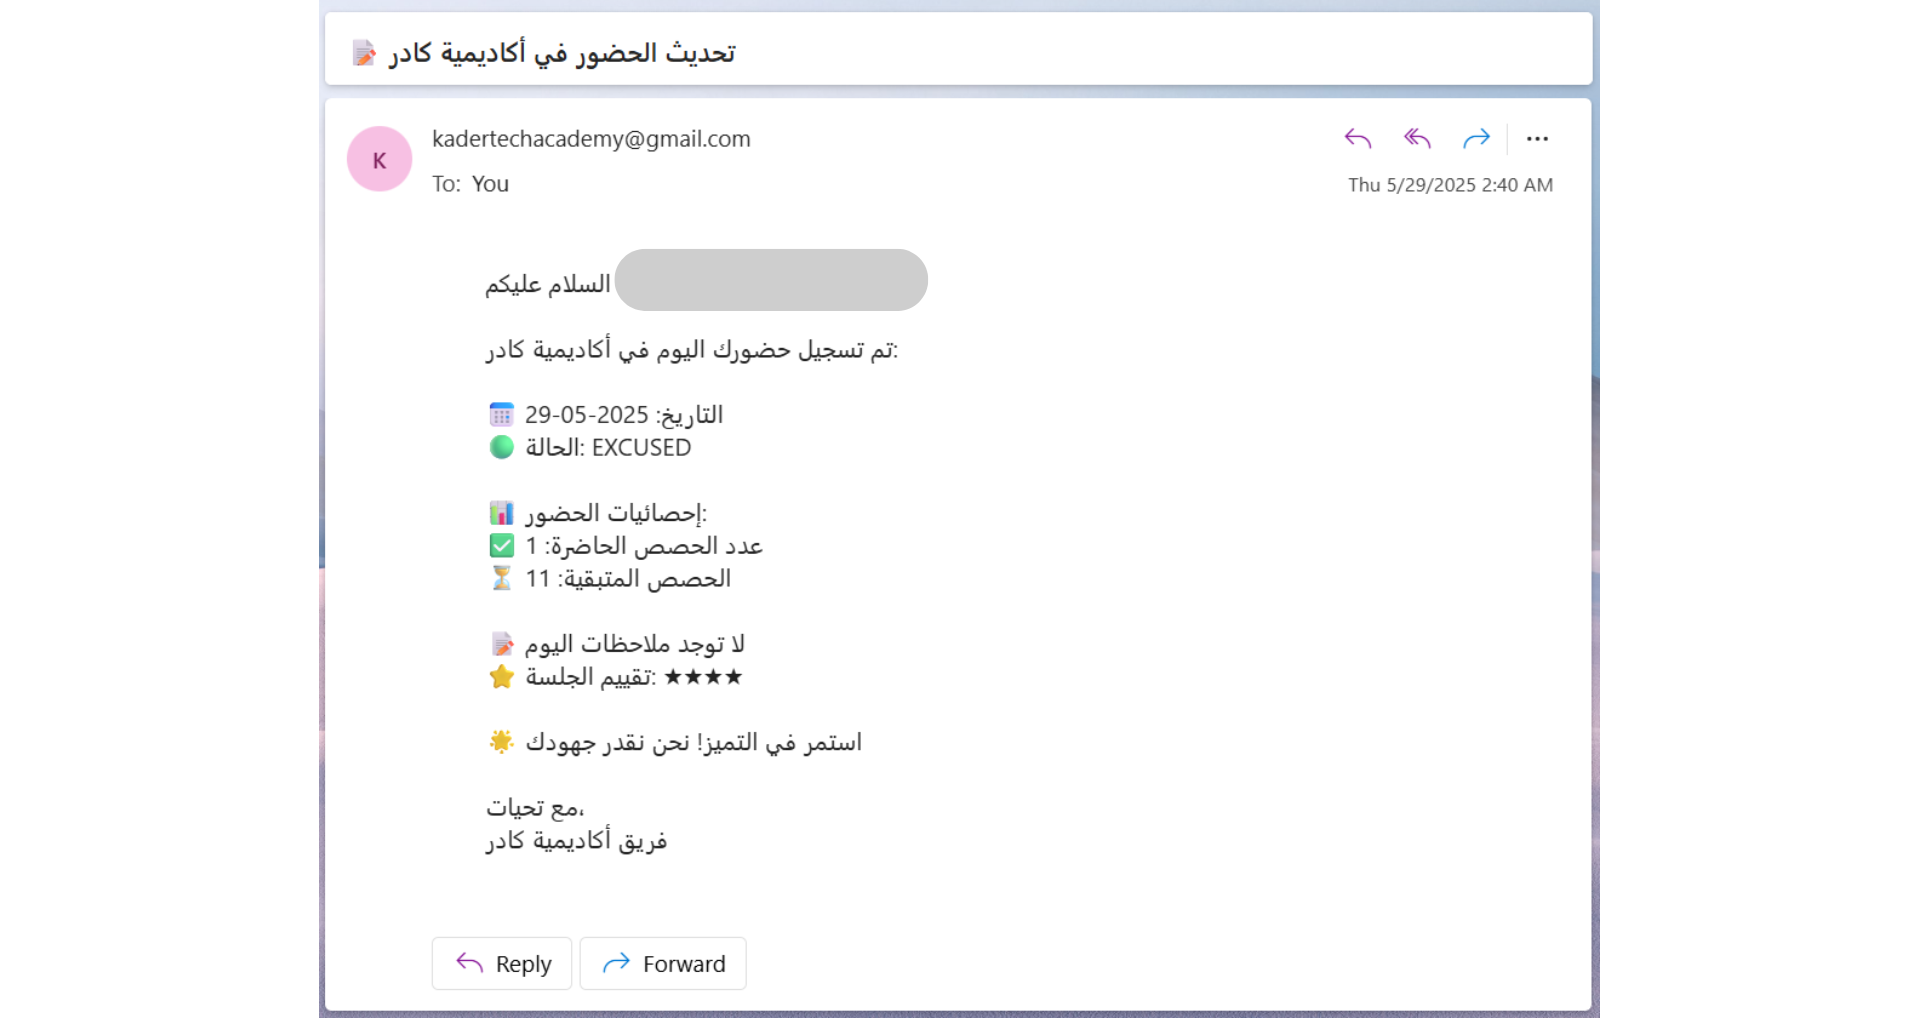 تحديث الحضور في أكاديمية كادر 📝
K
kadertechacademy@gmail.com
To: You
Thu 5/29/2025 2:40 AM
السلام عليكم
تم تسجيل حضورك اليوم في أكاديمية كادر:
📅 التاريخ: 2025-05-29
🟢 الحالة: EXCUSED
📊 إحصائيات الحضور:
✅ عدد الحصص الحاضرة: 1
⏳ الحصص المتبقية: 11
📝 لا توجد ملاحظات اليوم
⭐ تقييم الجلسة: ★★★★
🌟 استمر في التميز! نحن نقدر جهودك
مع تحيات،
فريق أكاديمية كادر
Reply
Forward